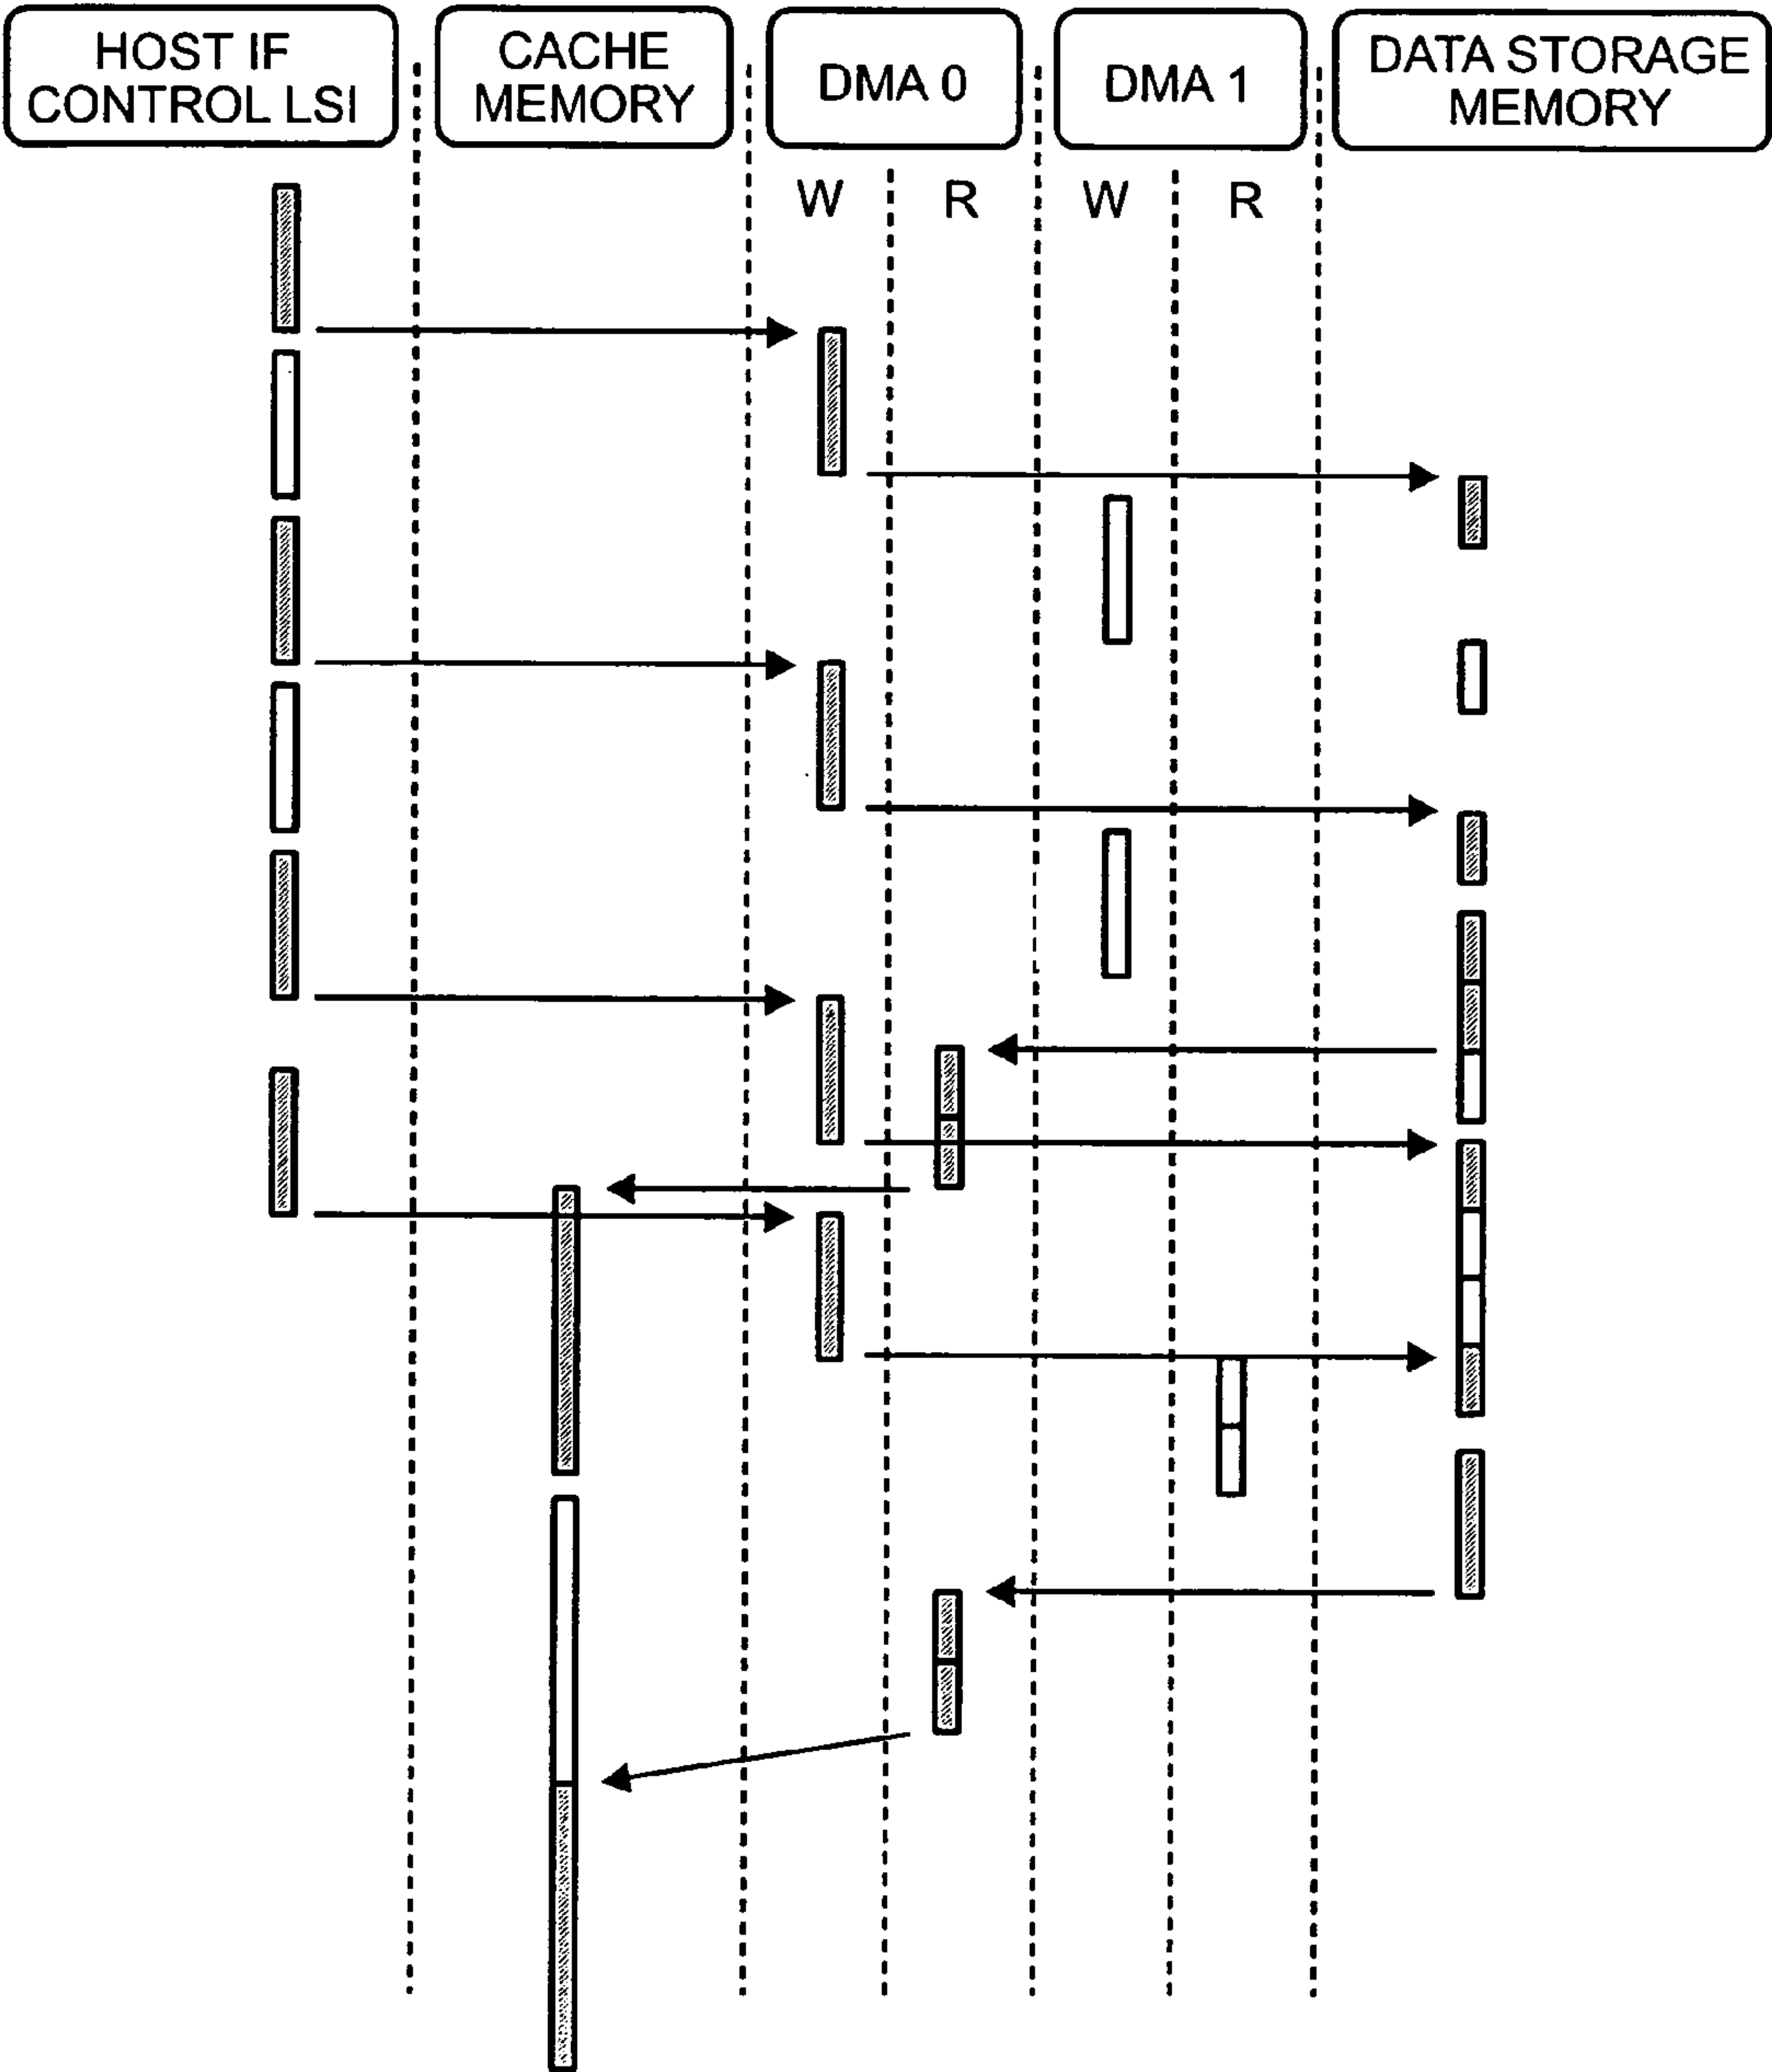 HOST IF
CONTROL LSI
CACHE
MEMORY
DMA 0
DMA 1
DATA STORAGE
MEMORY
W
R
W
R